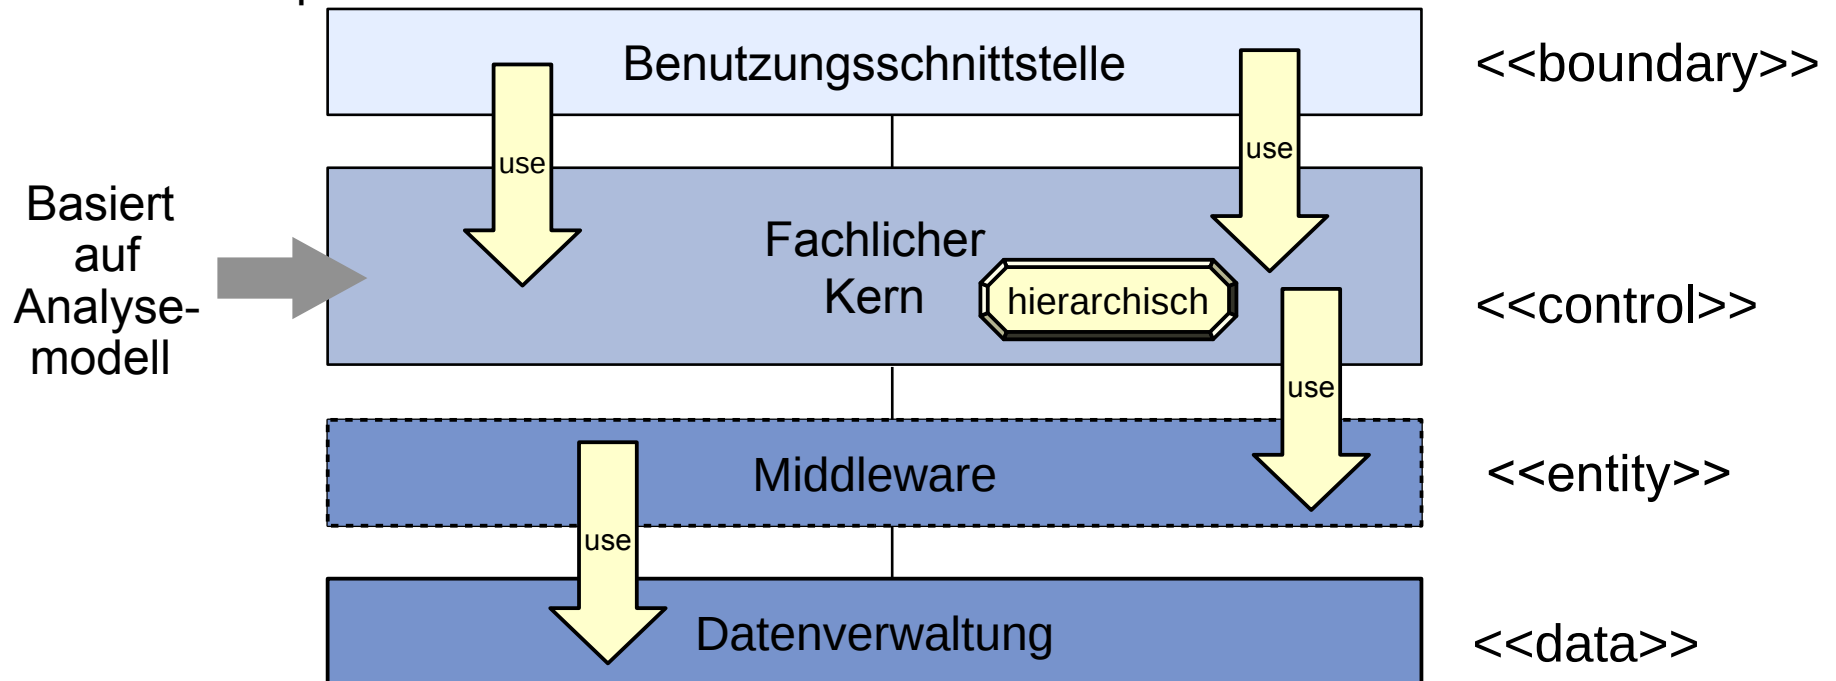 Benutzungsschnittstelle
<<boundary>>
use
use
Basiert
auf
Analyse-
modell
Fachlicher
Kern
hierarchisch
<<control>>
use
Middleware
<<entity>>
use
Datenverwaltung
<<data>>